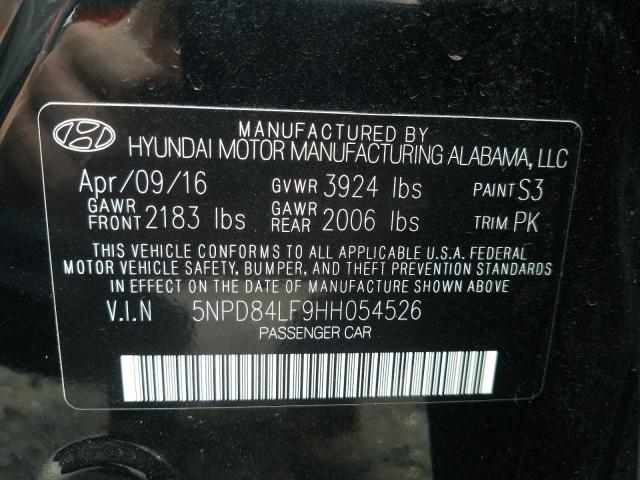 MANUFACTURED BY
HYUNDAI MOTOR MANUFACTURING ALABAMA, LLC
Apr/09/16 GVWR 3924 lbs PAINT S3
GAWR FRONT 2183 lbs GAWR REAR 2006 lbs TRIM PK
THIS VEHICLE CONFORMS TO ALL APPLICABLE U.S.A. FEDERAL
MOTOR VEHICLE SAFETY, BUMPER, AND THEFT PREVENTION STANDARDS
IN EFFECT ON THE DATE OF MANUFACTURE SHOWN ABOVE
V.I.N 5NPD84LF9HH054526
PASSENGER CAR